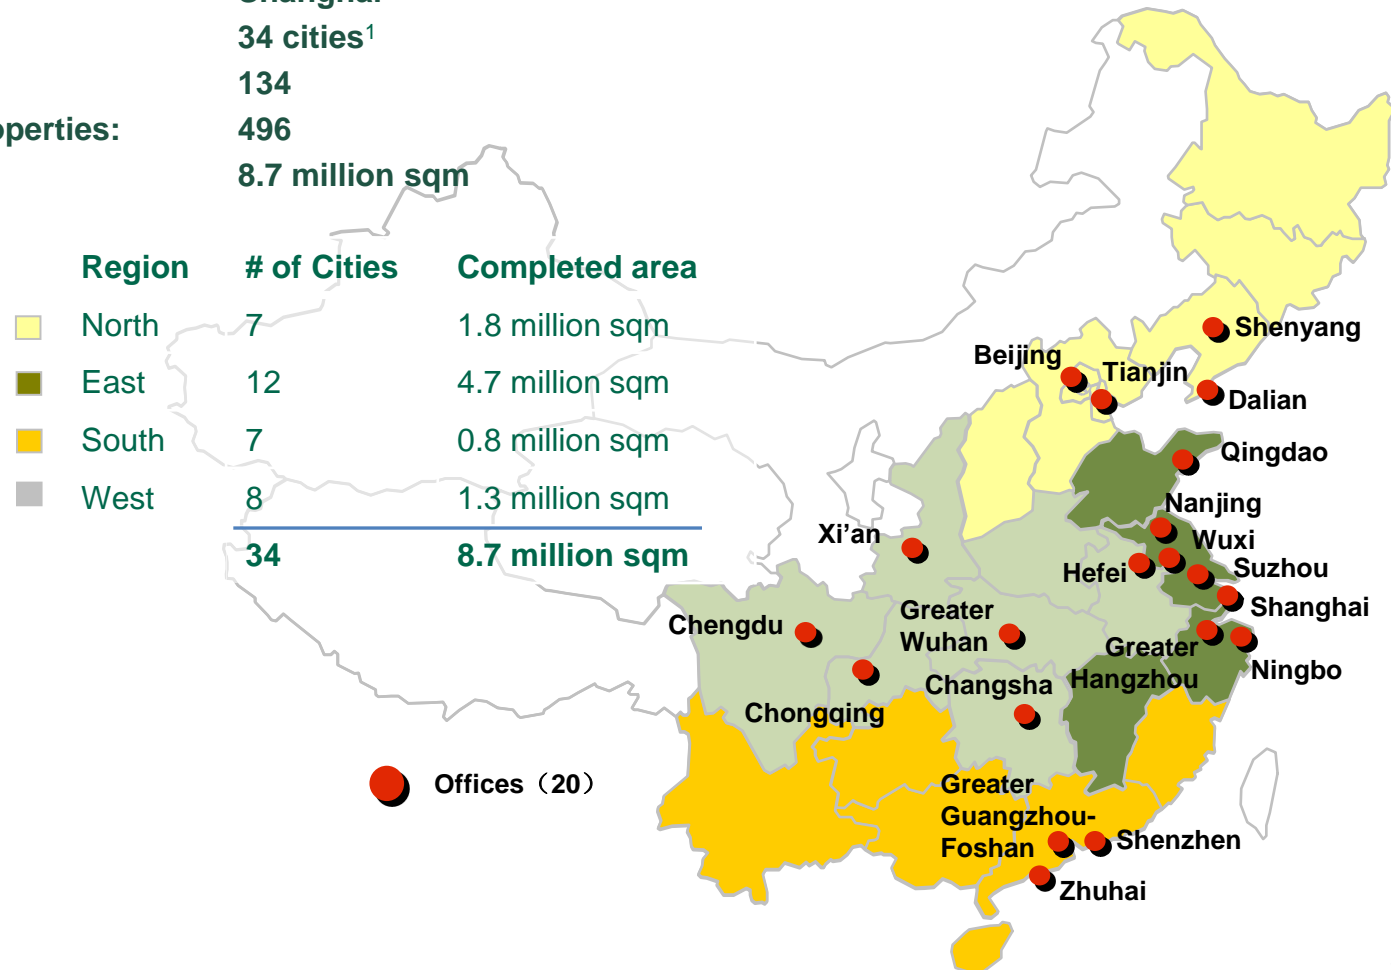 34 cities1
134
operties: 496
8.7 million sqm
Region # of Cities Completed area
North 7 1.8 million sqm
East 12 4.7 million sqm
South 7 0.8 million sqm
West 8 1.3 million sqm
34 8.7 million sqm
Shenyang
Beijing
Tianjin
Dalian
Qingdao
Nanjing
Xi’an
Wuxi
Hefei
Suzhou
Shanghai
Chengdu
Greater
Wuhan
Greater
Hangzhou
Ningbo
Changsha
Chongqing
Offices（20）
Greater
Guangzhou-
Foshan
Shenzhen
Zhuhai